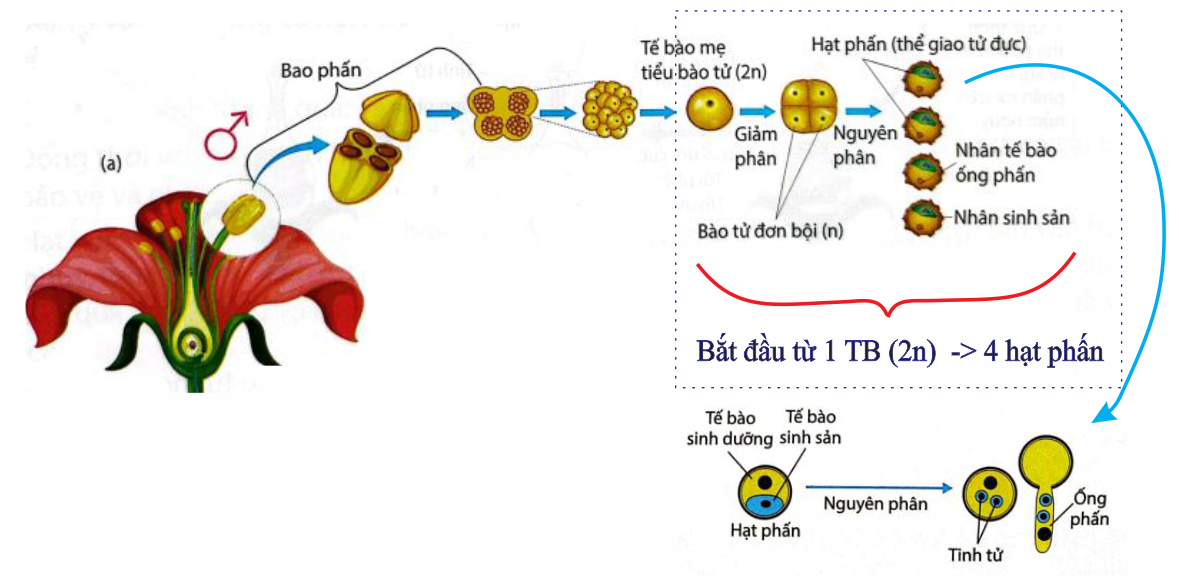 Tế bào mẹ
tiểu bào tử (2n)
Hạt phấn (thể giao tử đực)
Bao phấn
♂
(a)
Giảm
phân
Nguyên
phân
Nhân tế bào
ống phấn
Nhân sinh sản
Bào tử đơn bội (n)
Bắt đầu từ 1 TB (2n) -> 4 hạt phấn
Tế bào
sinh dưỡng
Tế bào
sinh sản
Nguyên phân
Hạt phấn
Ống
phấn
Tinh tử